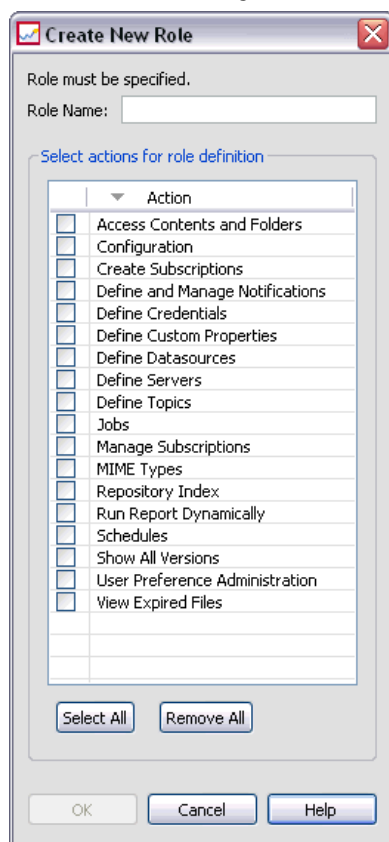 Create New Role
Role must be specified.
Role Name:
Select actions for role definition
Action
Access Contents and Folders
Configuration
Create Subscriptions
Define and Manage Notifications
Define Credentials
Define Custom Properties
Define Datasources
Define Servers
Define Topics
Jobs
Manage Subscriptions
MIME Types
Repository Index
Run Report Dynamically
Schedules
Show All Versions
User Preference Administration
View Expired Files
Select All Remove All
OK Cancel Help